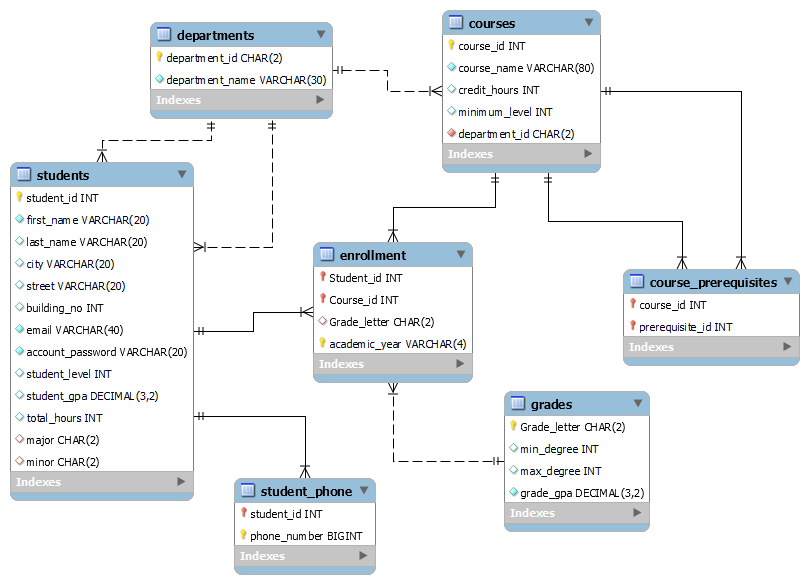 departments
department_id CHAR(2)
department_name VARCHAR(30)
Indexes
courses
course_id INT
course_name VARCHAR(80)
credit_hours INT
minimum_level INT
department_id CHAR(2)
Indexes
students
student_id INT
first_name VARCHAR(20)
last_name VARCHAR(20)
city VARCHAR(20)
street VARCHAR(20)
building_no INT
email VARCHAR(40)
account_password VARCHAR(20)
student_level INT
student_gpa DECIMAL(3,2)
total_hours INT
major CHAR(2)
minor CHAR(2)
Indexes
enrollment
Student_id INT
Course_id INT
Grade_letter CHAR(2)
academic_year VARCHAR(4)
Indexes
course_prerequisites
course_id INT
prerequisite_id INT
Indexes
grades
Grade_letter CHAR(2)
min_degree INT
max_degree INT
grade_gpa DECIMAL(3,2)
Indexes
student_phone
student_id INT
phone_number BIGINT
Indexes